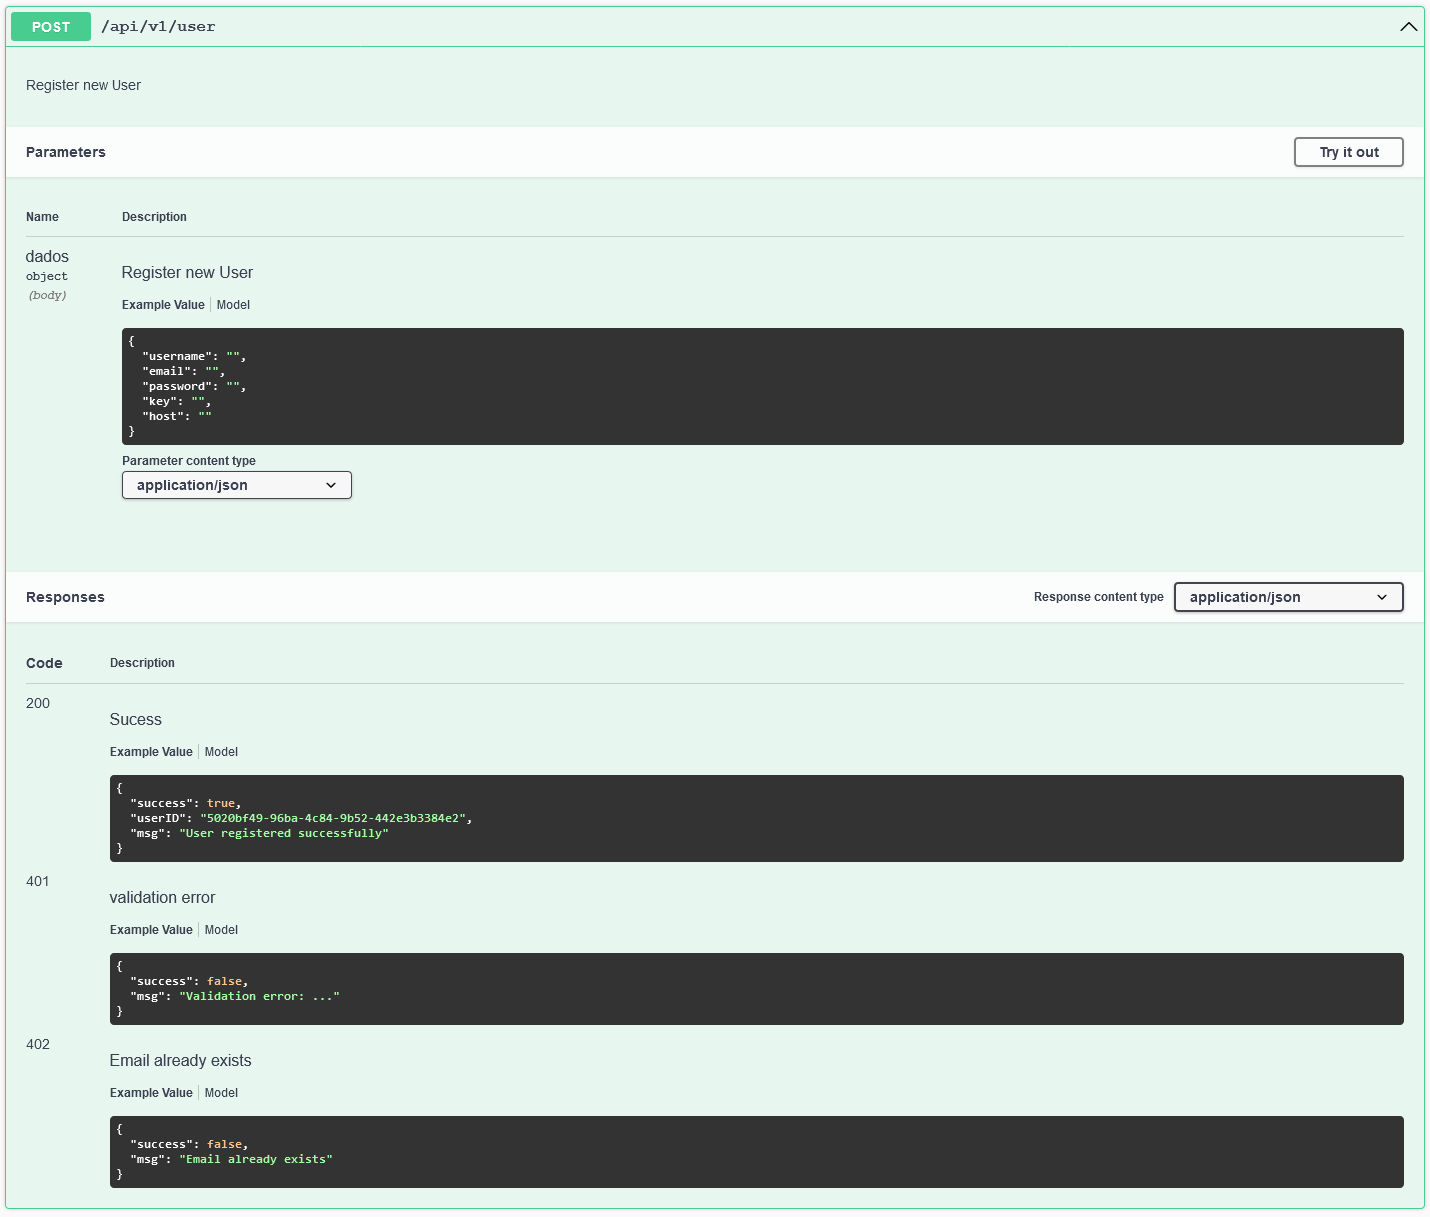 POST /api/v1/user
Register new User
Parameters Try it out
Name Description
dados
object
(body)
Register new User
Example Value Model
{
  "username": "",
  "email": "",
  "password": "",
  "key": "",
  "host": ""
}
Parameter content type
application/json
Responses Response content type application/json
Code Description
200
Sucess
Example Value Model
{
  "success": true,
  "userID": "5020bf49-96ba-4c84-9b52-442e3b3384e2",
  "msg": "User registered successfully"
}
401
validation error
Example Value Model
{
  "success": false,
  "msg": "Validation error: ..."
}
402
Email already exists
Example Value Model
{
  "success": false,
  "msg": "Email already exists"
}